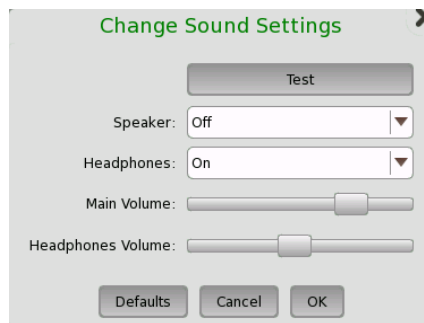 Change Sound Settings
Test
Speaker: Off
Headphones: On
Main Volume:
Headphones Volume:
Defaults Cancel OK